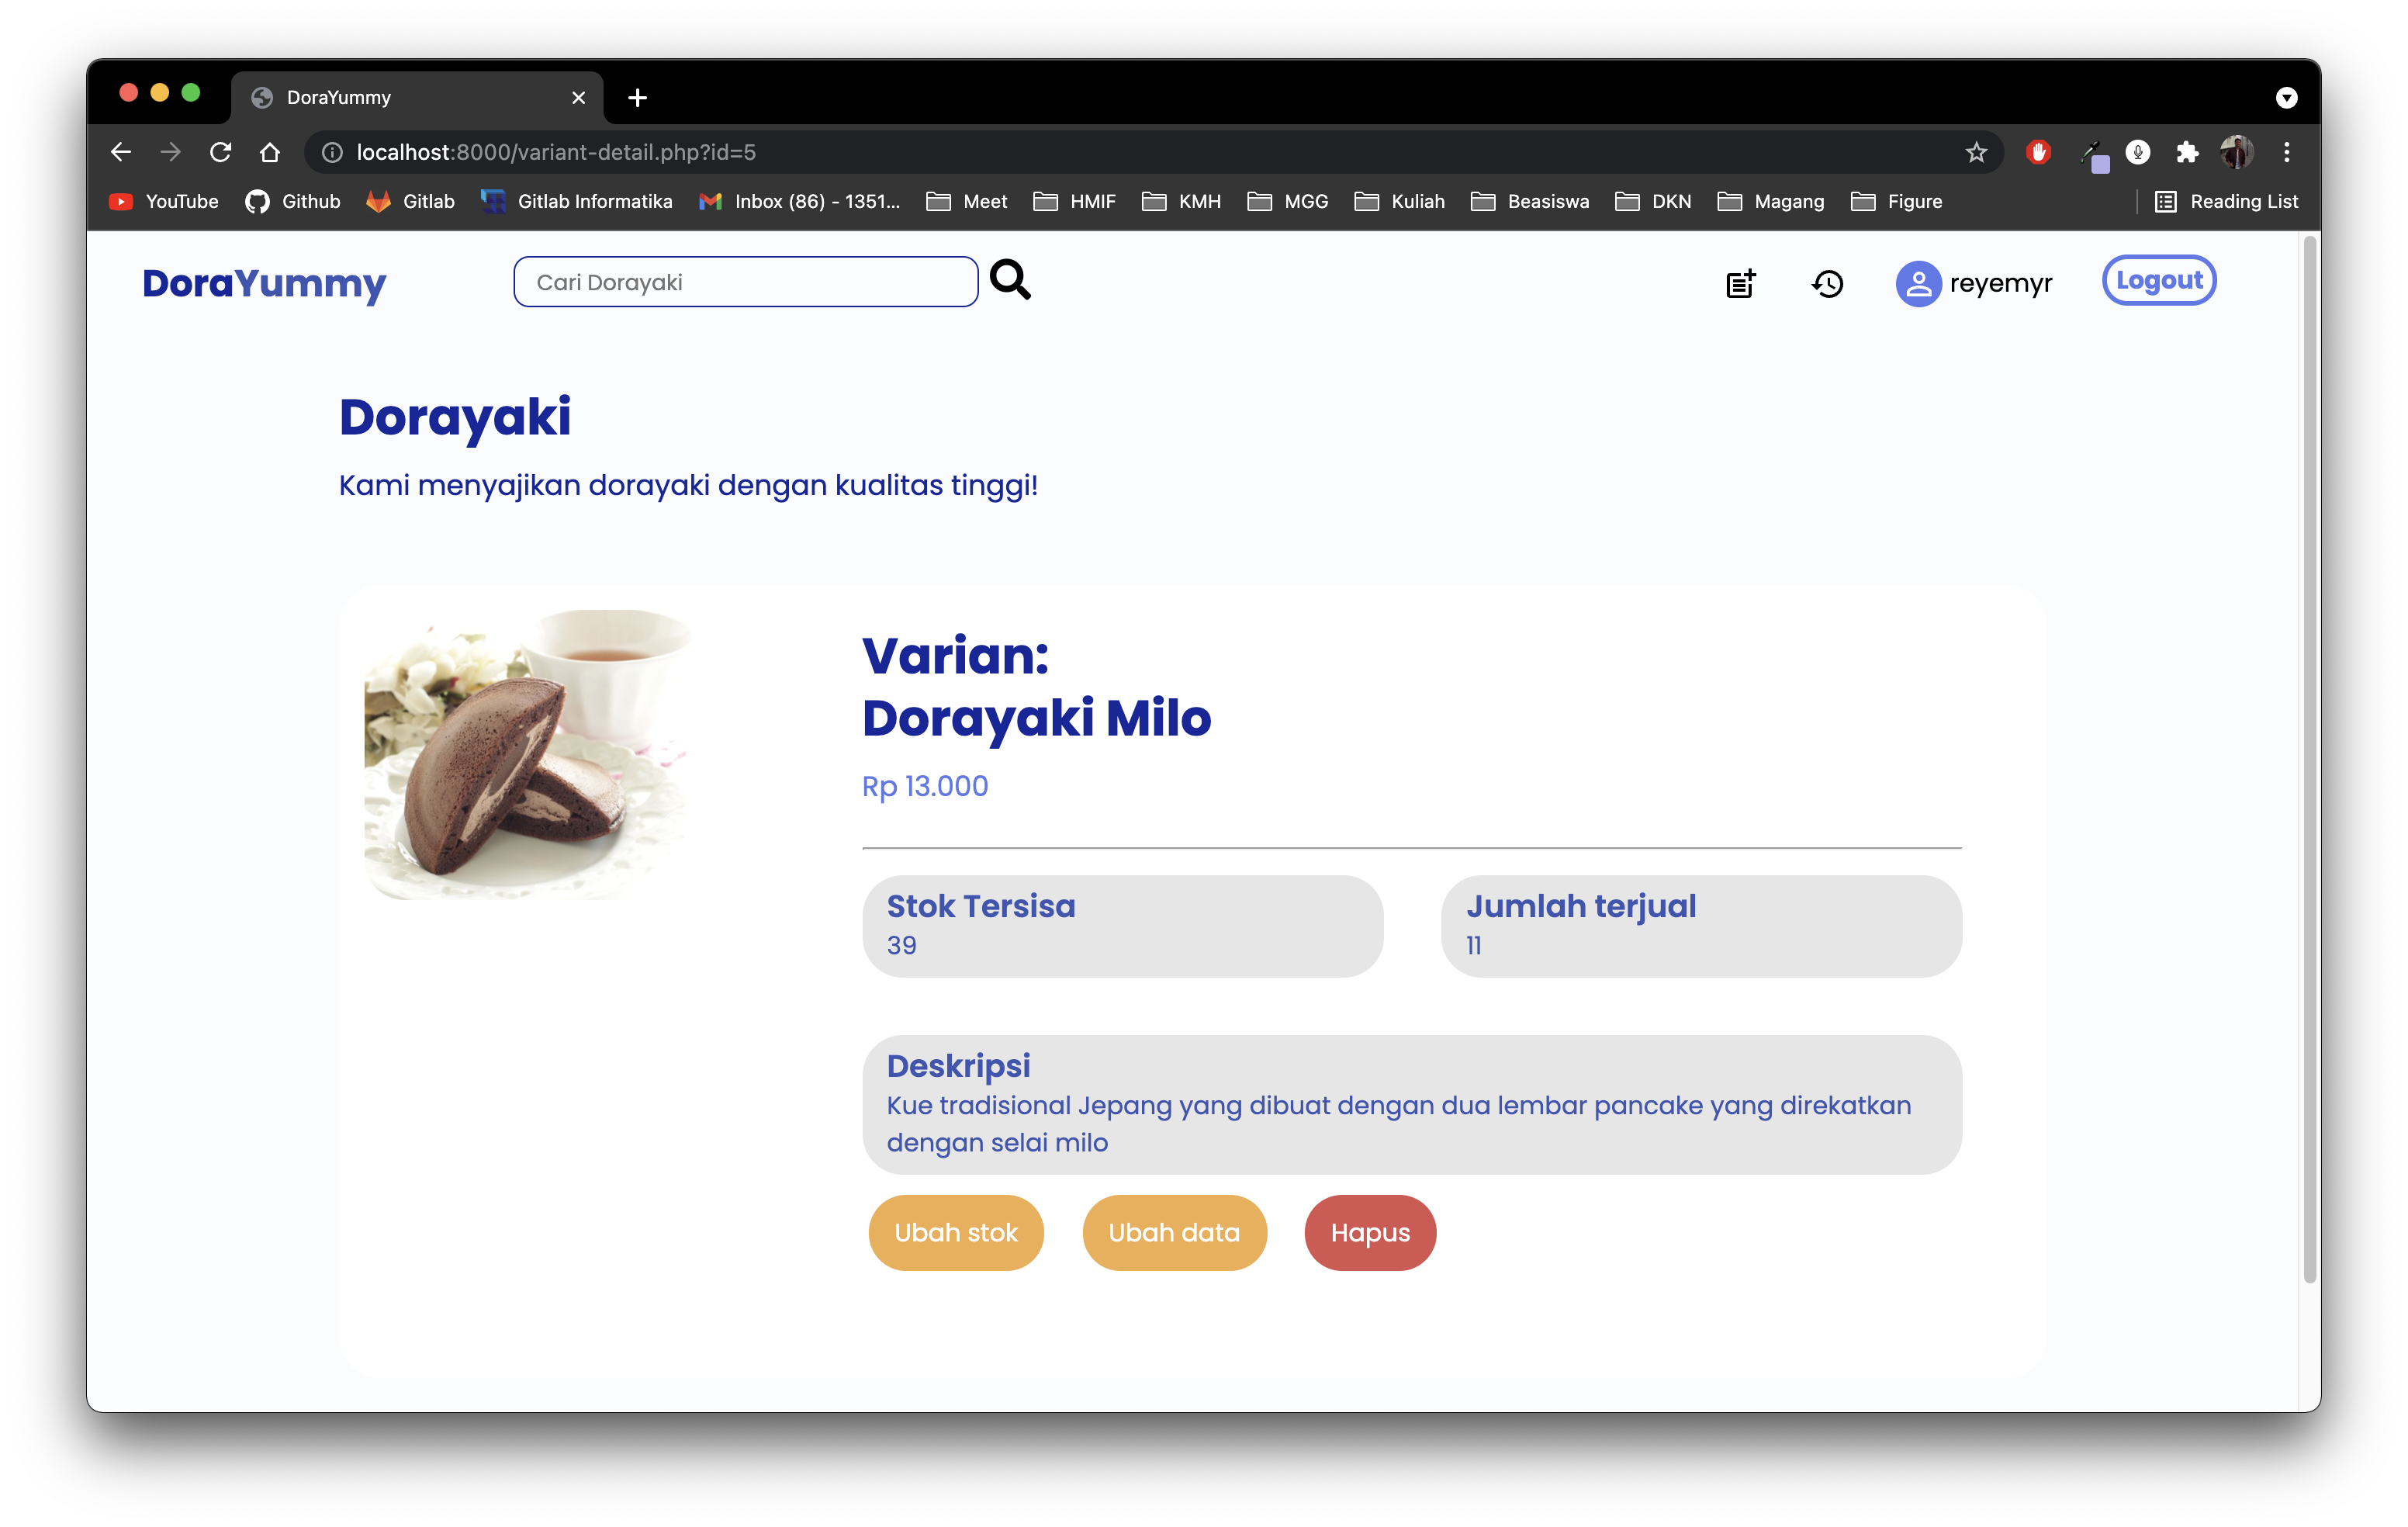 DoraYummy
localhost:8000/variant-detail.php?id=5
YouTube Github Gitlab Gitlab Informatika Inbox (86) - 1351... Meet HMIF KMH MGG Kuliah Beasiswa DKN Magang Figure Reading List
DoraYummy Cari Dorayaki reyemyr Logout
Dorayaki
Kami menyajikan dorayaki dengan kualitas tinggi!
Varian:
Dorayaki Milo
Rp 13.000
Stok Tersisa
39
Jumlah terjual
11
Deskripsi
Kue tradisional Jepang yang dibuat dengan dua lembar pancake yang direkatkan
dengan selai milo
Ubah stok Ubah data Hapus